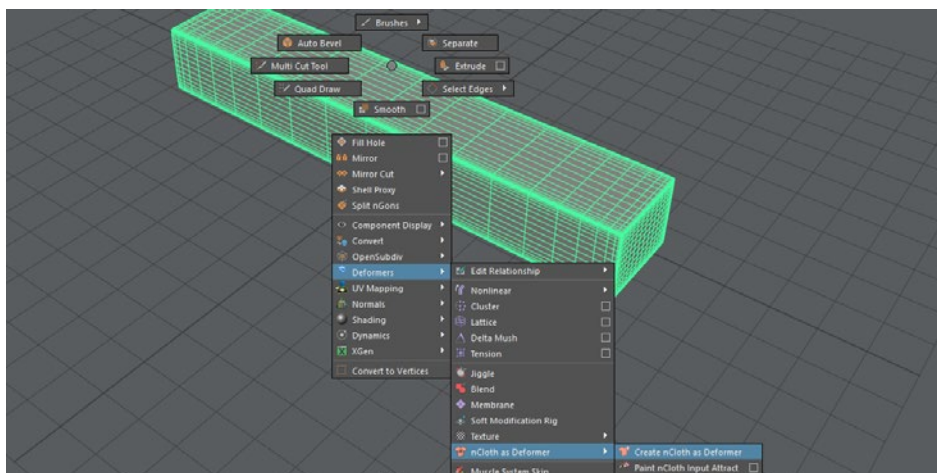 Brushes
Auto Bevel
Separate
Multi Cut Tool
Extrude
Quad Draw
Select Edges
Smooth
Fill Hole
Mirror
Mirror Cut
Shell Proxy
Split nGons
Component Display
Convert
OpenSubdiv
Deformers
UV Mapping
Normals
Shading
Dynamics
XGen
Convert to Vertices
Edit Relationship
Nonlinear
Cluster
Lattice
Delta Mush
Tension
Jiggle
Blend
Membrane
Soft Modification Rig
Texture
nCloth as Deformer
Muscle System Skin
Create nCloth as Deformer
Paint nCloth Input Attract